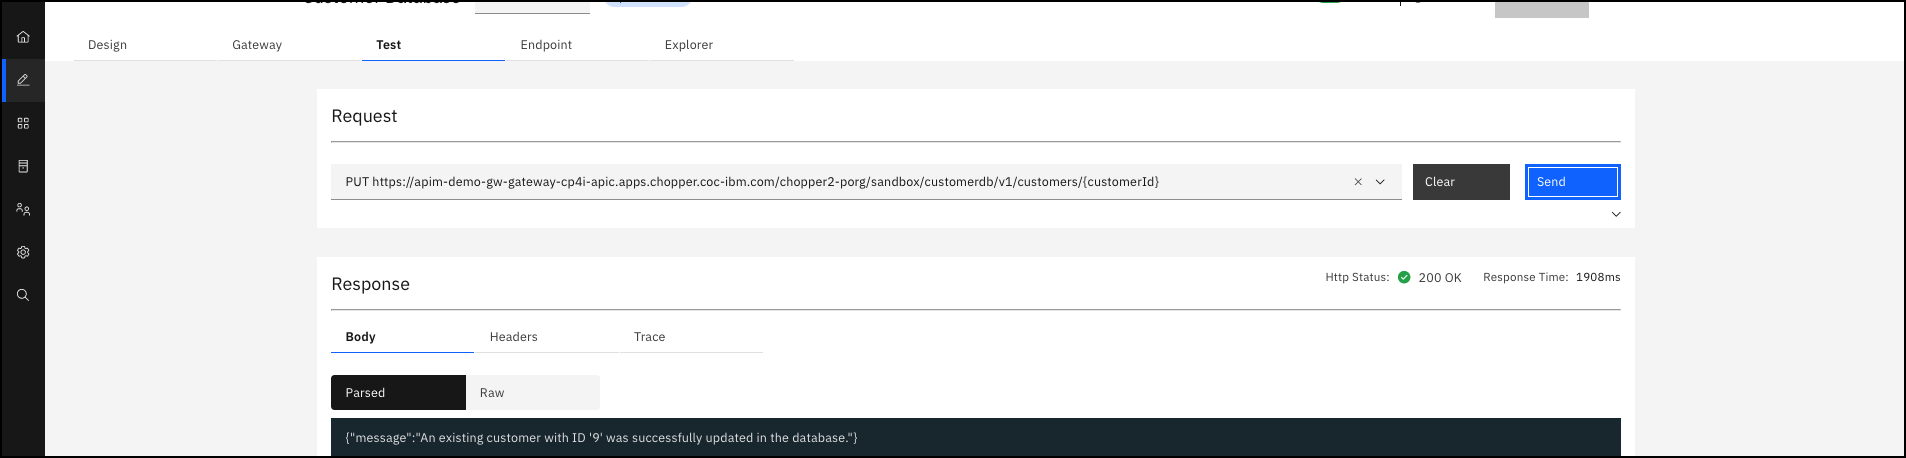 Customer Database
Design Gateway Test Endpoint Explorer
Request
PUT https://apim-demo-gw-gateway-cp4i-apic.apps.chopper.coc-ibm.com/chopper2-porg/sandbox/customerdb/v1/customers/{customerId}
Clear
Send
Response
Http Status: 200 OK Response Time: 1908ms
Body Headers Trace
Parsed Raw
{"message":"An existing customer with ID '9' was successfully updated in the database."}